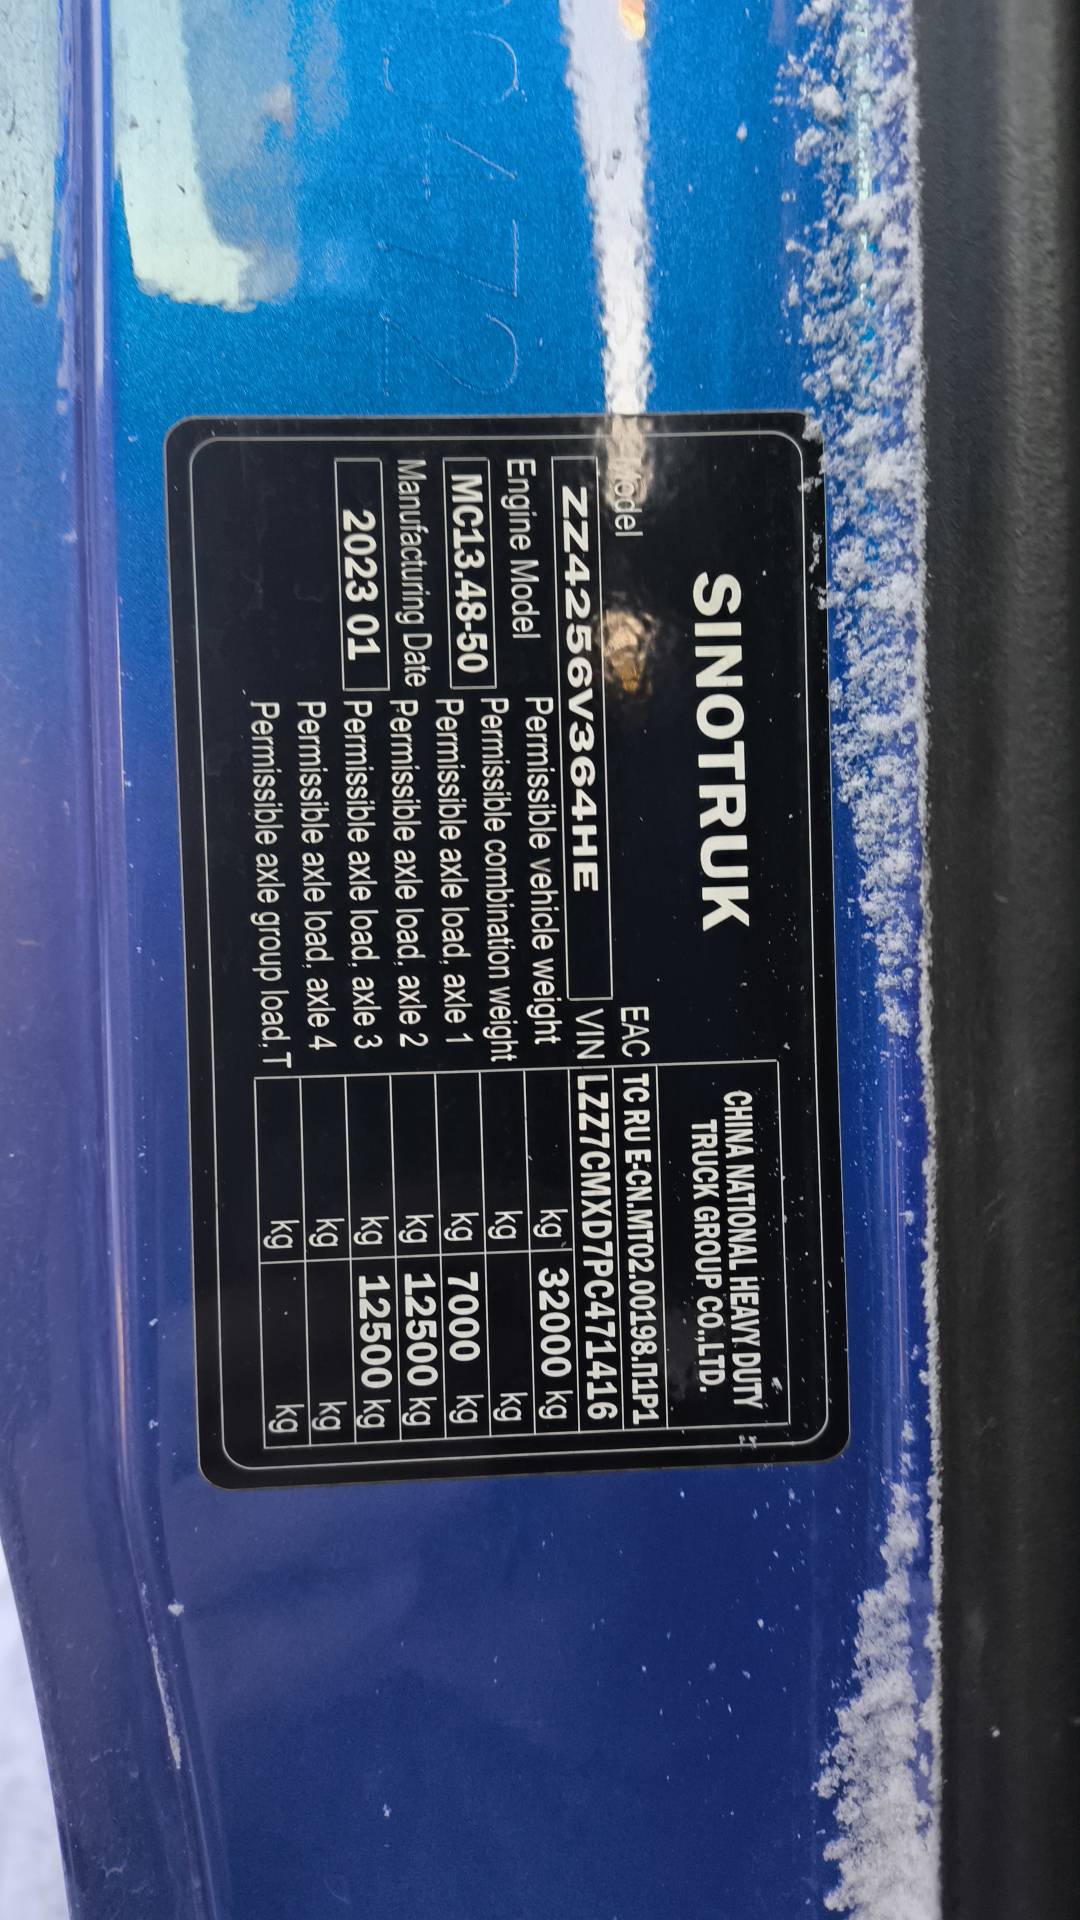 SINOTRUK
CHINA NATIONAL HEAVY DUTY
TRUCK GROUP CO.,LTD.
EAC TC RU E-CN.MT02.00198.П1P1
Model
ZZ4256V364HE VIN LZZ7CMXD7PC471416
Engine Model
MC13.48-50
Manufacturing Date
2023 01
Permissible vehicle weight kg 32000 kg
Permissible combination weight kg kg
Permissible axle load, axle 1 kg 7000 kg
Permissible axle load, axle 2 kg 12500 kg
Permissible axle load, axle 3 kg 12500 kg
Permissible axle load, axle 4 kg kg
Permissible axle group load,T kg kg